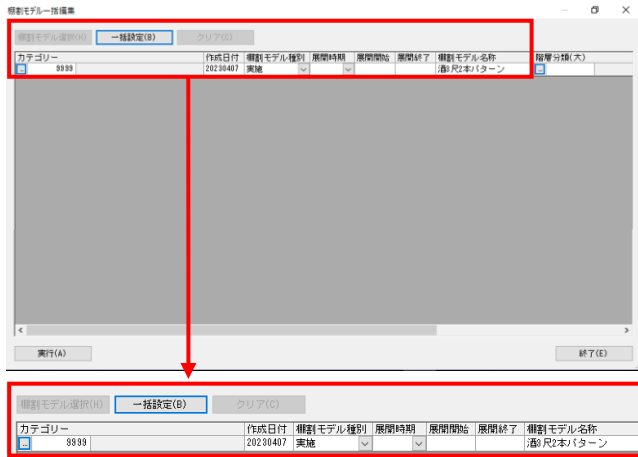 棚割モデル一括編集
棚割モデル選択(H) 一括設定(B) クリア(C)
カテゴリー 作成日付 棚割モデル種別 展開時期 展開開始 展開終了 棚割モデル名称 階層分類(大)
... 9999 20230407 実施 酒8尺2本パターン ...
実行(A) 終了(E)
棚割モデル選択(H) 一括設定(B) クリア(C)
カテゴリー 作成日付 棚割モデル種別 展開時期 展開開始 展開終了 棚割モデル名称
... 9999 20230407 実施 酒8尺2本パターン